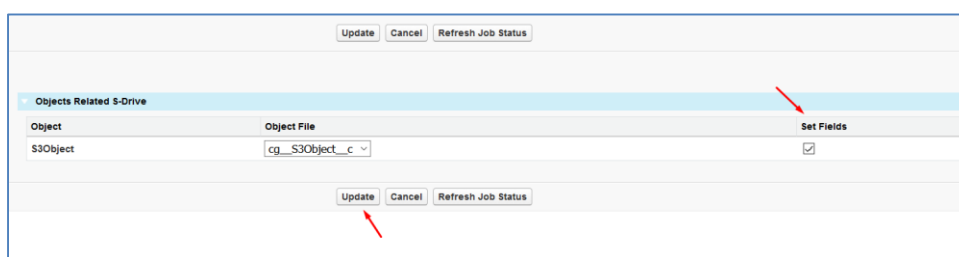 Update Cancel Refresh Job Status
Objects Related S-Drive
Object Object File Set Fields
S3Object cg__S3Object__c
Update Cancel Refresh Job Status